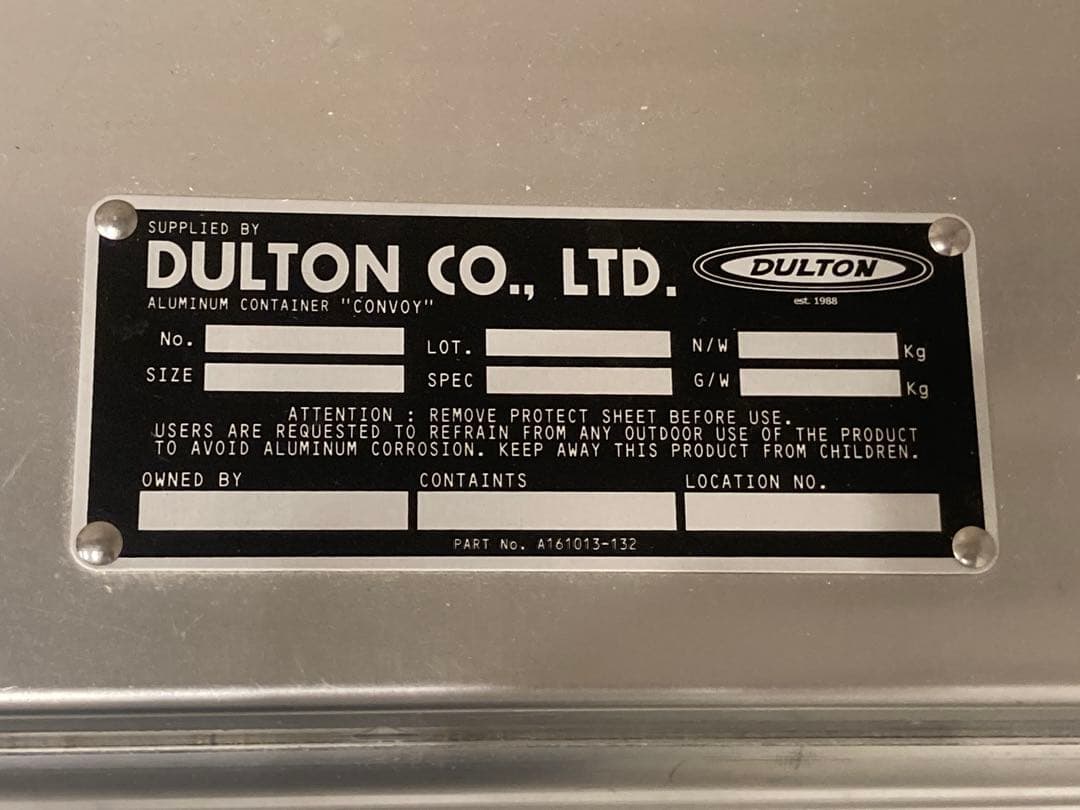 SUPPLIED BY
DULTON CO., LTD.
DULTON
est. 1988
ALUMINUM CONTAINER "CONVOY"
No. LOT. N/W Kg
SIZE SPEC G/W Kg
ATTENTION : REMOVE PROTECT SHEET BEFORE USE.
USERS ARE REQUESTED TO REFRAIN FROM ANY OUTDOOR USE OF THE PRODUCT
TO AVOID ALUMINUM CORROSION. KEEP AWAY THIS PRODUCT FROM CHILDREN.
OWNED BY CONTAINTS LOCATION NO.
PART No. A161013-132